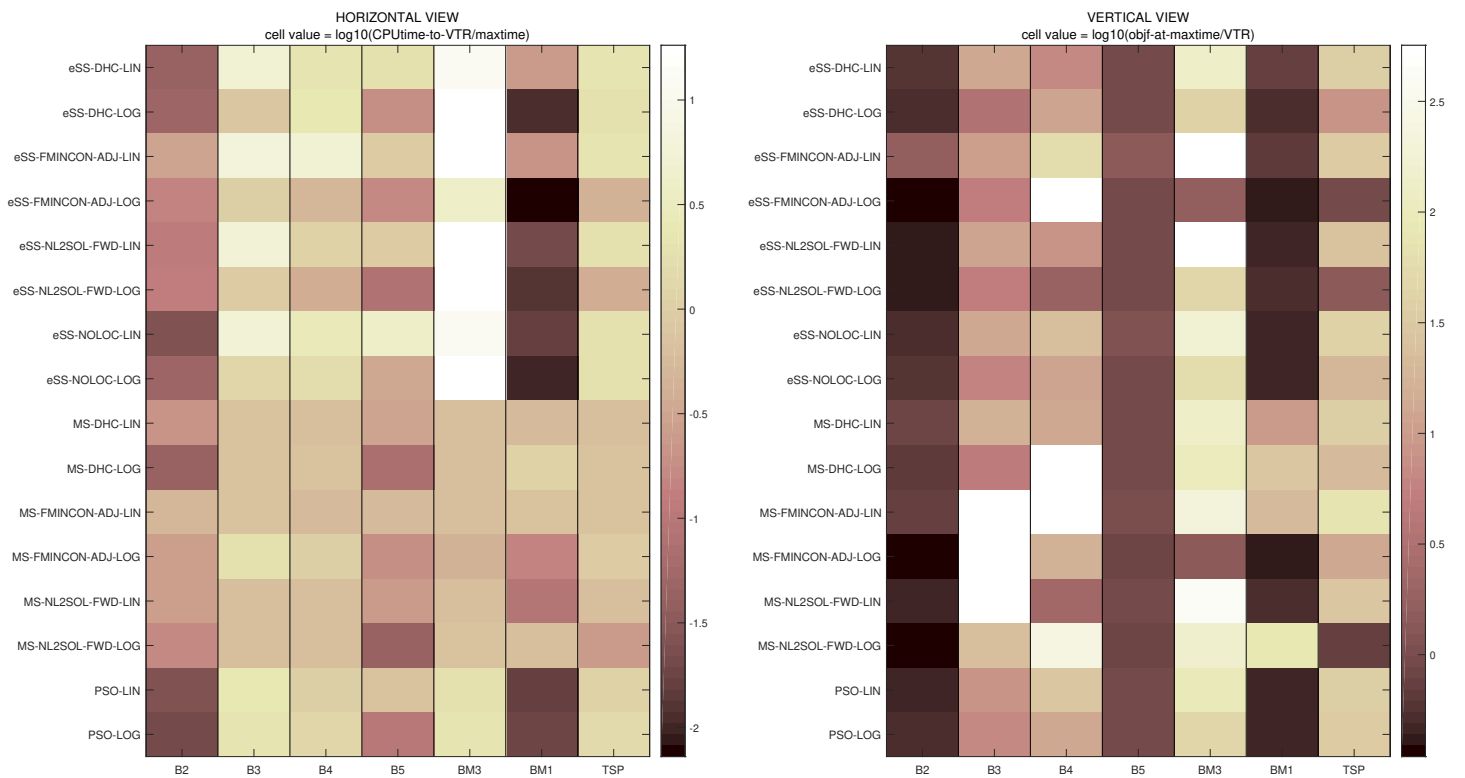 HORIZONTAL VIEW
cell value = log10(CPUtime-to-VTR/maxtime)
eSS-DHC-LIN
eSS-DHC-LOG
eSS-FMINCON-ADJ-LIN
eSS-FMINCON-ADJ-LOG
eSS-NL2SOL-FWD-LIN
eSS-NL2SOL-FWD-LOG
eSS-NOLOC-LIN
eSS-NOLOC-LOG
MS-DHC-LIN
MS-DHC-LOG
MS-FMINCON-ADJ-LIN
MS-FMINCON-ADJ-LOG
MS-NL2SOL-FWD-LIN
MS-NL2SOL-FWD-LOG
PSO-LIN
PSO-LOG
B2 B3 B4 B5 BM3 BM1 TSP
1
0.5
0
-0.5
-1
-1.5
-2
VERTICAL VIEW
cell value = log10(objf-at-maxtime/VTR)
eSS-DHC-LIN
eSS-DHC-LOG
eSS-FMINCON-ADJ-LIN
eSS-FMINCON-ADJ-LOG
eSS-NL2SOL-FWD-LIN
eSS-NL2SOL-FWD-LOG
eSS-NOLOC-LIN
eSS-NOLOC-LOG
MS-DHC-LIN
MS-DHC-LOG
MS-FMINCON-ADJ-LIN
MS-FMINCON-ADJ-LOG
MS-NL2SOL-FWD-LIN
MS-NL2SOL-FWD-LOG
PSO-LIN
PSO-LOG
B2 B3 B4 B5 BM3 BM1 TSP
2.5
2
1.5
1
0.5
0